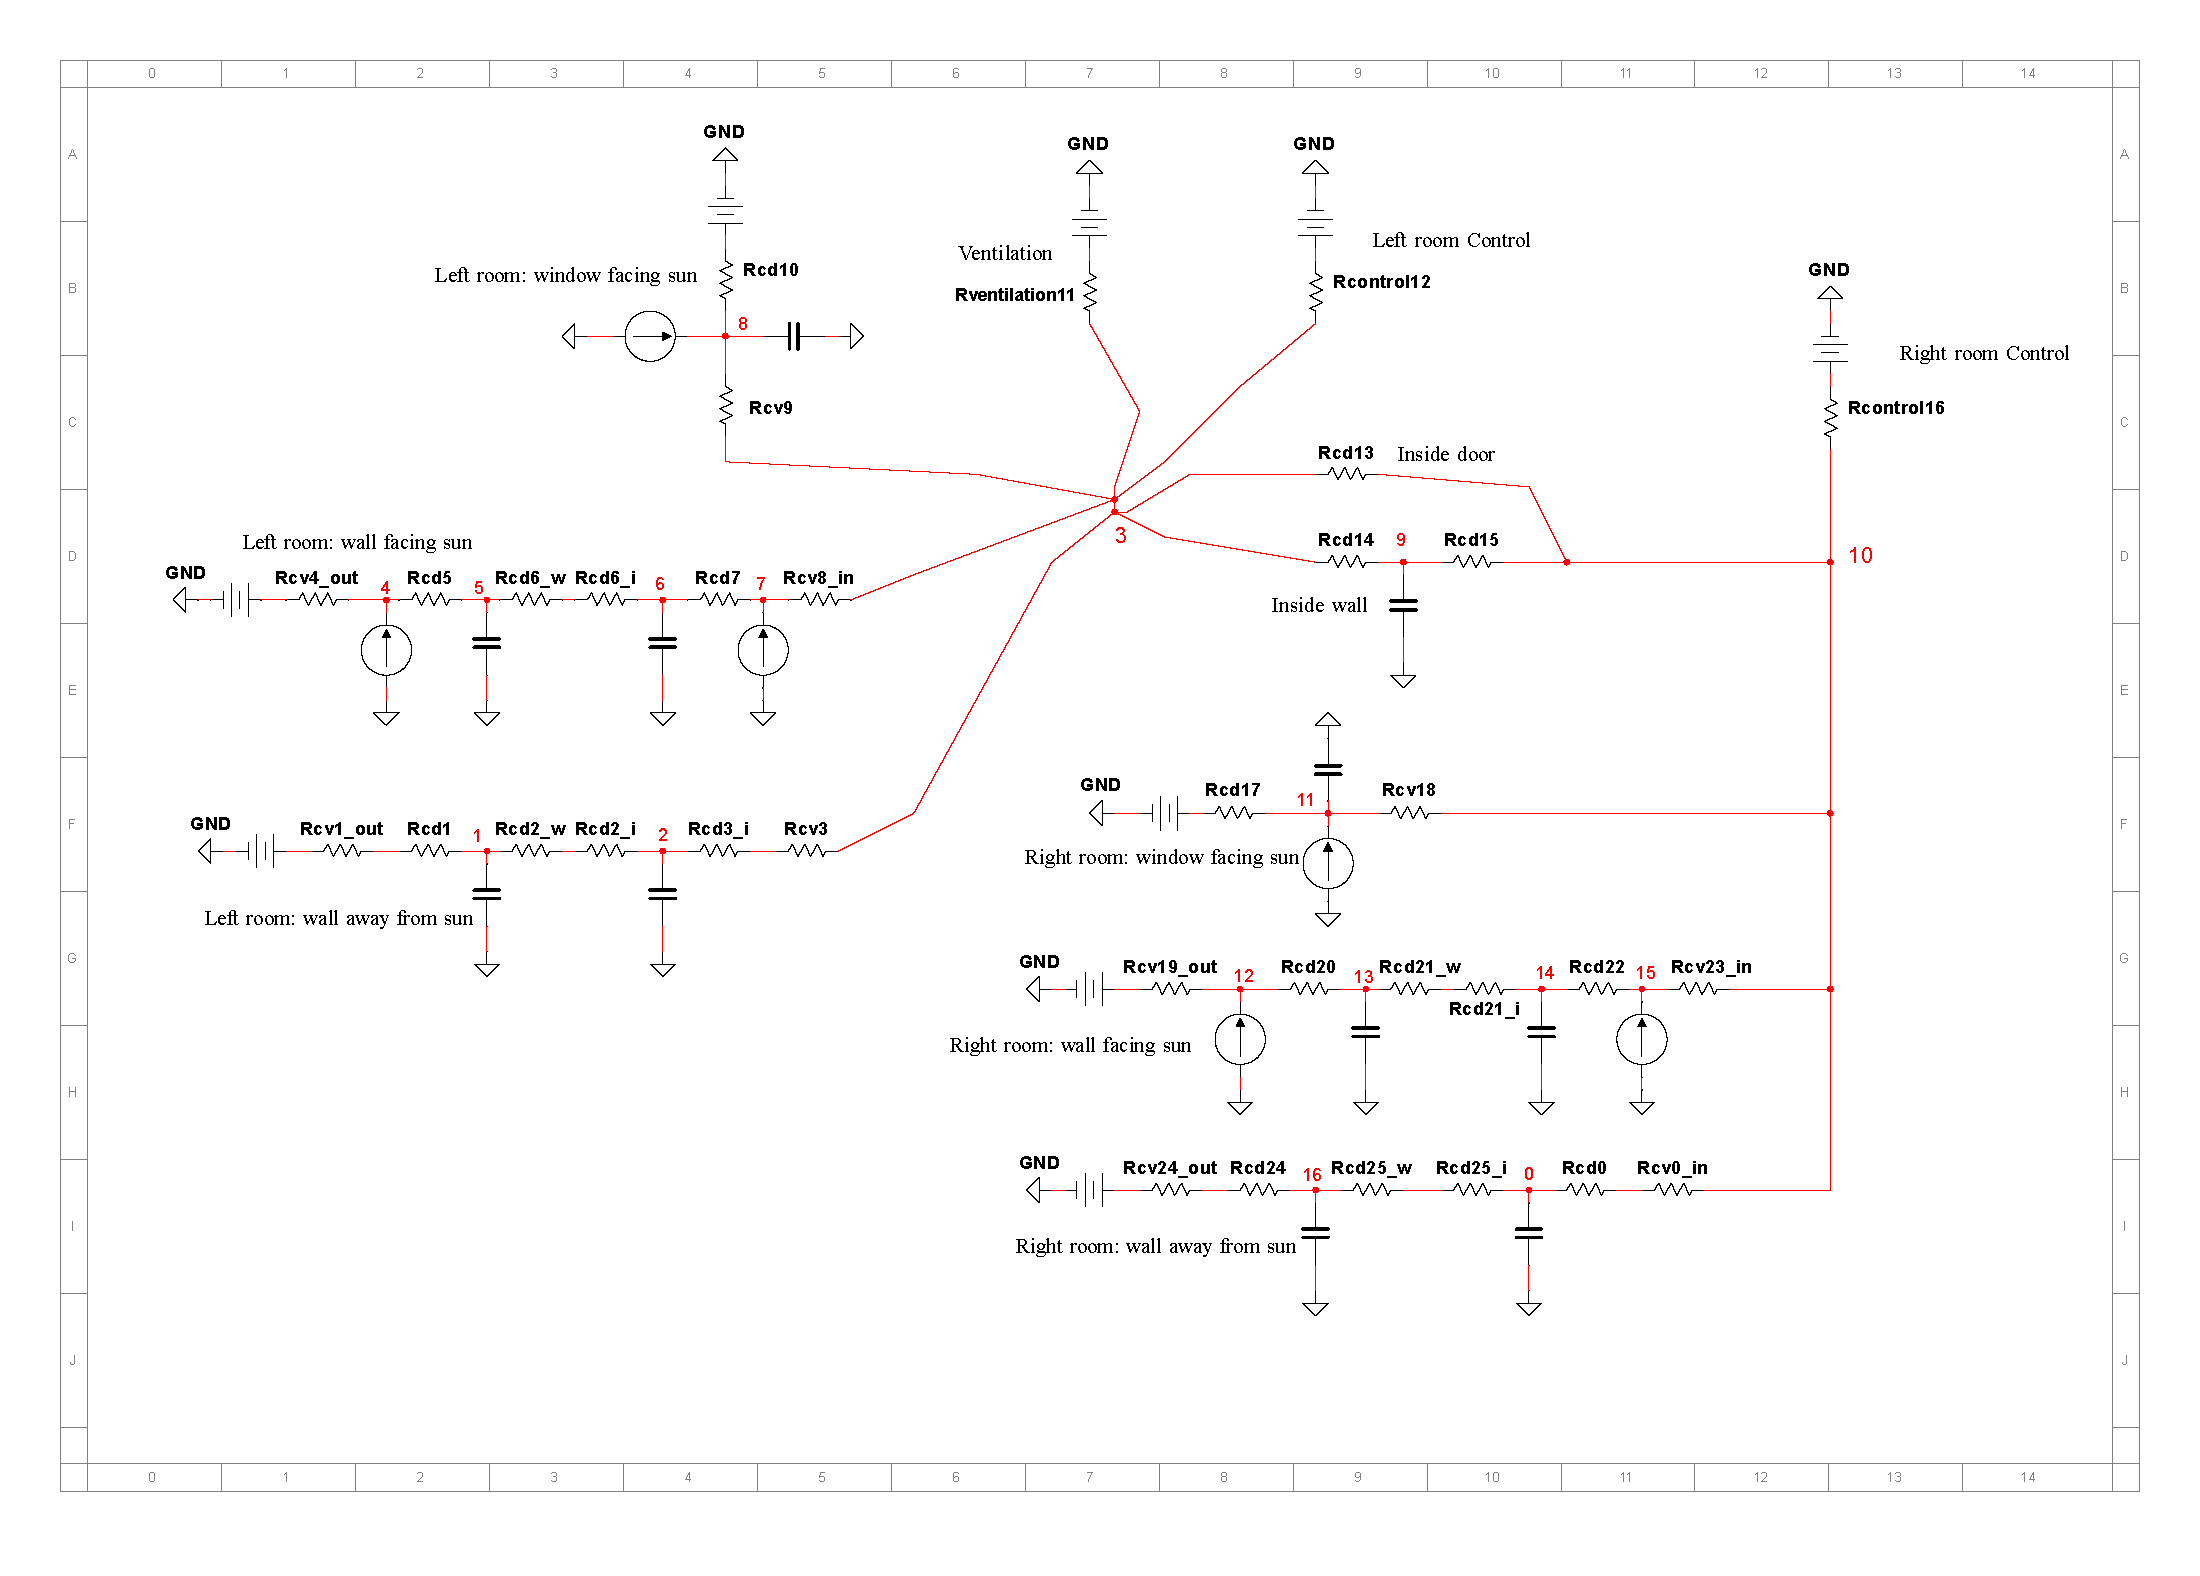 0 1 2 3 4 5 6 7 8 9 10 11 12 13 14
A A
GND
GND GND
Left room Control
Ventilation
Left room: window facing sun
Rcd10
GND
B B
Rventilation11
Rcontrol12
8
Right room Control
Rcv9
Rcontrol16
C C
Rcd13 Inside door
3
Left room: wall facing sun
Rcd14 9 Rcd15
10
D D
GND
Rcv4_out 4 Rcd5 5 Rcd6_w Rcd6_i 6 Rcd7 7 Rcv8_in
Inside wall
E E
GND Rcd17 11 Rcv18
GND
Rcv1_out Rcd1 1 Rcd2_w Rcd2_i 2 Rcd3_i Rcv3
F F
Right room: window facing sun
Left room: wall away from sun
G G
GND
Rcv19_out 12 Rcd20 13 Rcd21_w 14 Rcd22 15 Rcv23_in
Rcd21_i
Right room: wall facing sun
H H
GND
Rcv24_out Rcd24 16 Rcd25_w Rcd25_i 0 Rcd0 Rcv0_in
I I
Right room: wall away from sun
J J
0 1 2 3 4 5 6 7 8 9 10 11 12 13 14